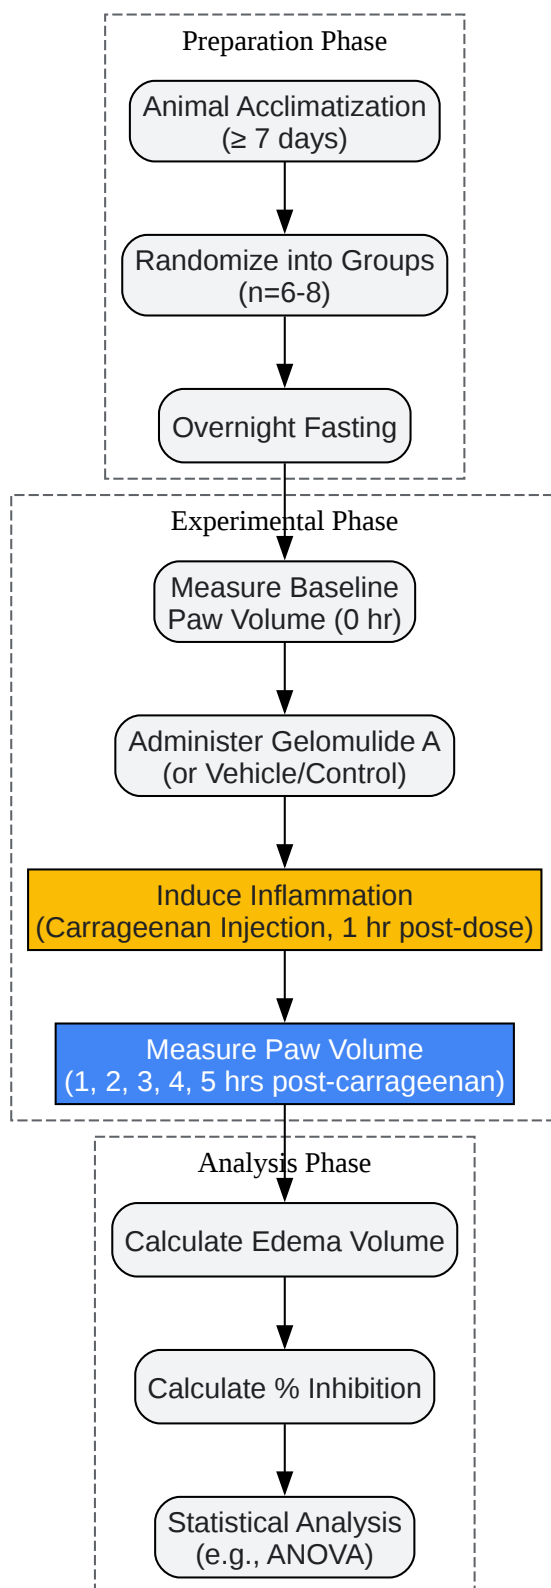 Preparation Phase
Animal Acclimatization
(≥ 7 days)
Randomize into Groups
(n=6-8)
Overnight Fasting
Experimental Phase
Measure Baseline
Paw Volume (0 hr)
Administer Gelomulide A
(or Vehicle/Control)
Induce Inflammation
(Carrageenan Injection, 1 hr post-dose)
Measure Paw Volume
(1, 2, 3, 4, 5 hrs post-carrageenan)
Analysis Phase
Calculate Edema Volume
Calculate % Inhibition
Statistical Analysis
(e.g., ANOVA)